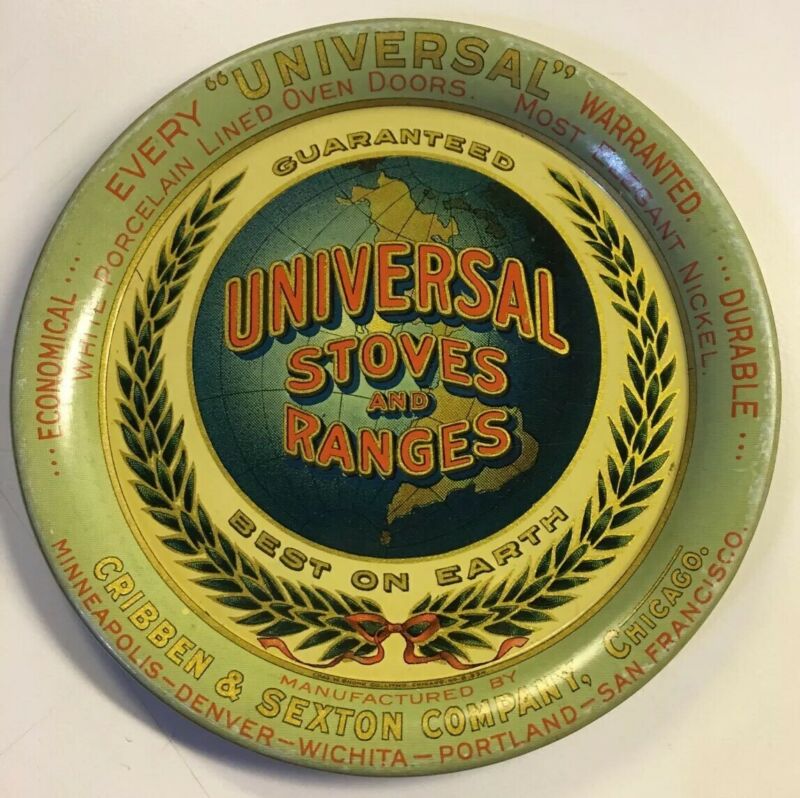 EVERY "UNIVERSAL" WARRANTED.
WHITE PORCELAIN LINED OVEN DOORS. MOST ELEGANT NICKEL.
... ECONOMICAL ...
... DURABLE ...
GUARANTEED
UNIVERSAL
STOVES
AND
RANGES
BEST ON EARTH
MANUFACTURED BY
CRIBBEN & SEXTON COMPANY, CHICAGO.
MINNEAPOLIS—DENVER—WICHITA—PORTLAND—SAN FRANCISCO.